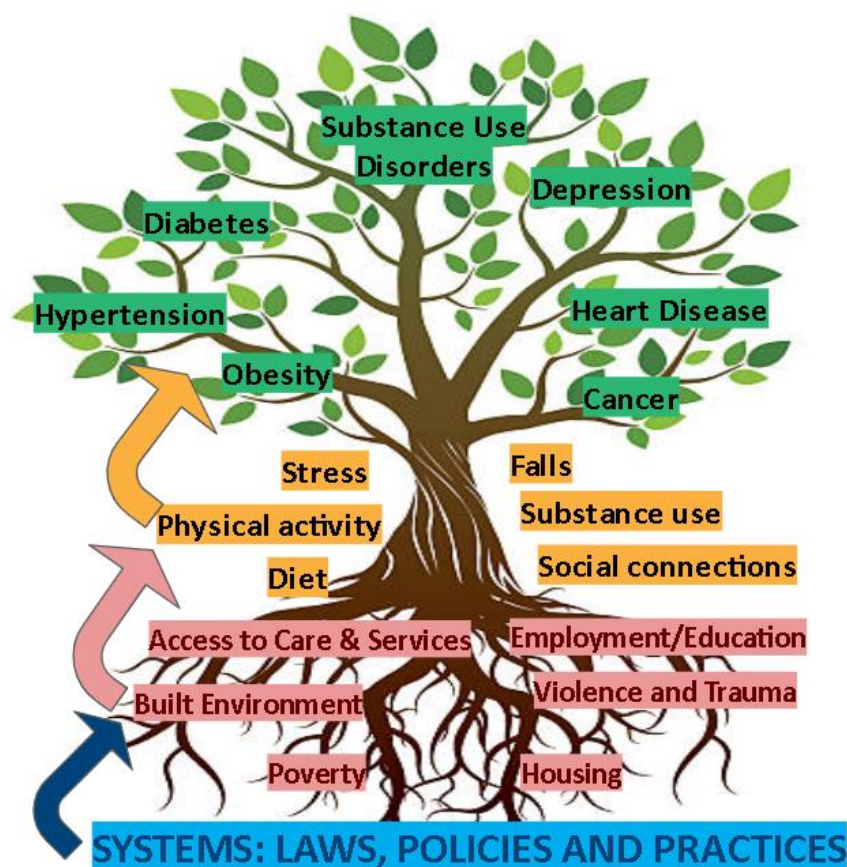 Substance Use
Disorders
Depression
Diabetes
Hypertension
Heart Disease
Obesity
Cancer
Stress
Falls
Physical activity
Substance use
Diet
Social connections
Access to Care & Services
Employment/Education
Built Environment
Violence and Trauma
Poverty
Housing
SYSTEMS: LAWS, POLICIES AND PRACTICES